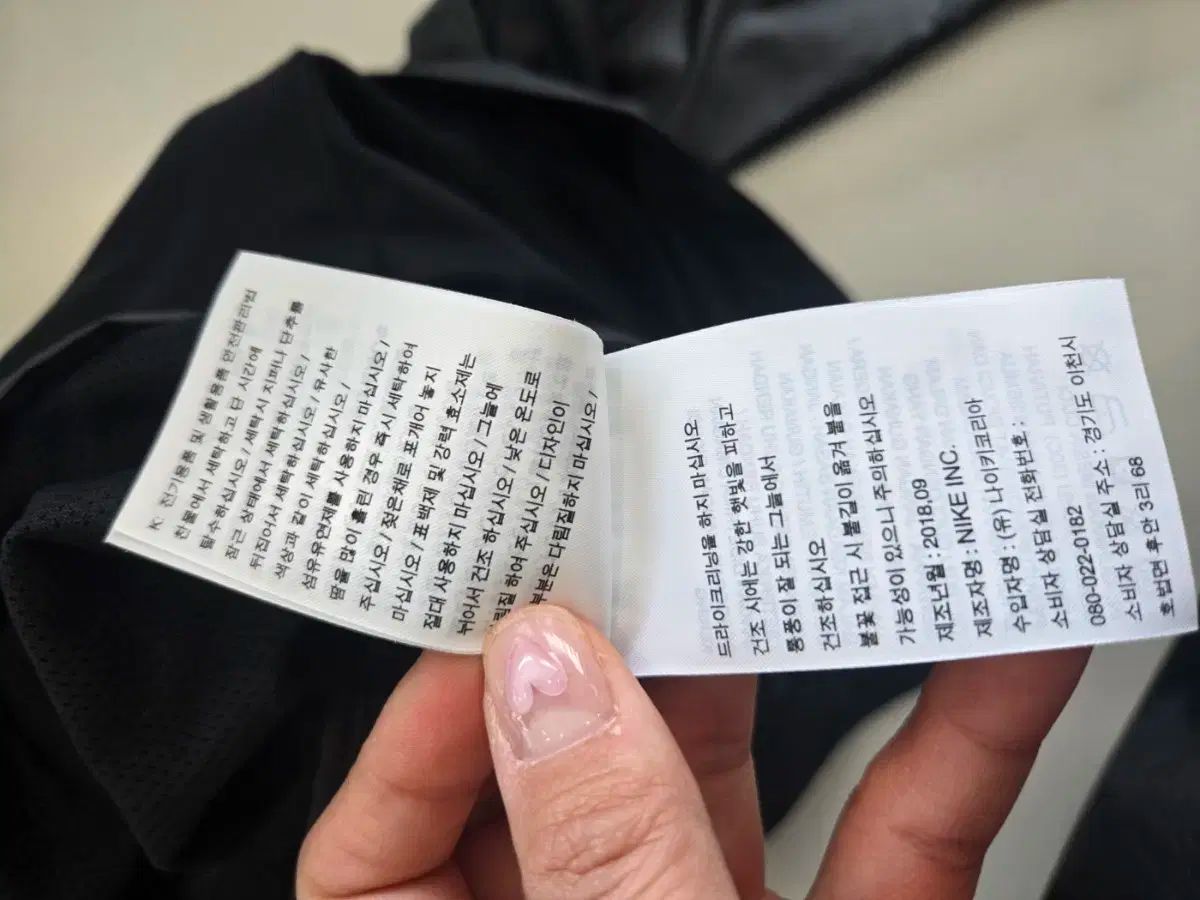 전기용품 및 생활용품 안전관리법
찬물에서 세탁하고 단 시간에
탈수하십시오 / 세탁시 지퍼나 단추를
잠근 상태에서 세탁하십시오 /
뒤집어서 세탁하십시오 / 유사한
색상과 같이 세탁하십시오 /
섬유유연제를 사용하지 마십시오 /
땀을 많이 흘린 경우 즉시 세탁하여
주십시오 / 젖은채로 포개어 놓지
마십시오 / 표백제 및 강력 효소제는
절대 사용하지 마십시오 / 그늘에
뉘어서 건조 하십시오 / 낮은 온도로
림질 하여 주십시오 / 디자인이
부분은 다림질하지 마십시오 /
드라이크리닝을 하지 마십시오
건조 시에는 강한 햇빛을 피하고
통풍이 잘 되는 그늘에서
건조하십시오
불꽃 접근 시 불길이 옮겨 붙을
가능성이 있으니 주의하십시오
제조년월 : 2018.09
제조자명 : NIKE INC.
수입자명 : (유) 나이키코리아
소비자 상담실 전화번호 :
080-022-0182
소비자 상담실 주소 : 경기도 이천시
호법면 후안 3리 68